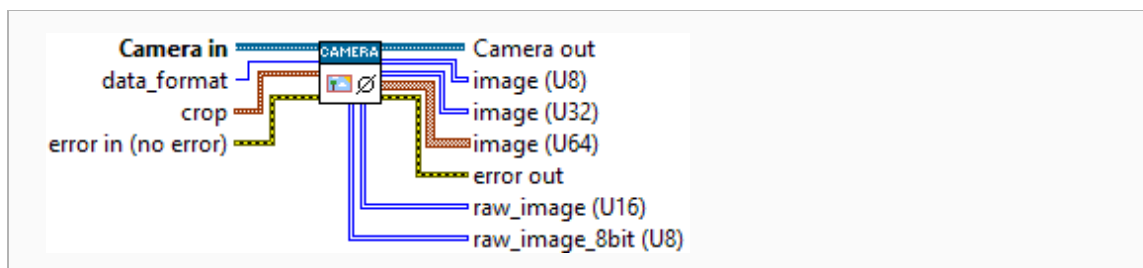 Camera in CAMERA Camera out
data_format image (U8)
crop image (U32)
error in (no error) image (U64)
error out
raw_image (U16)
raw_image_8bit (U8)